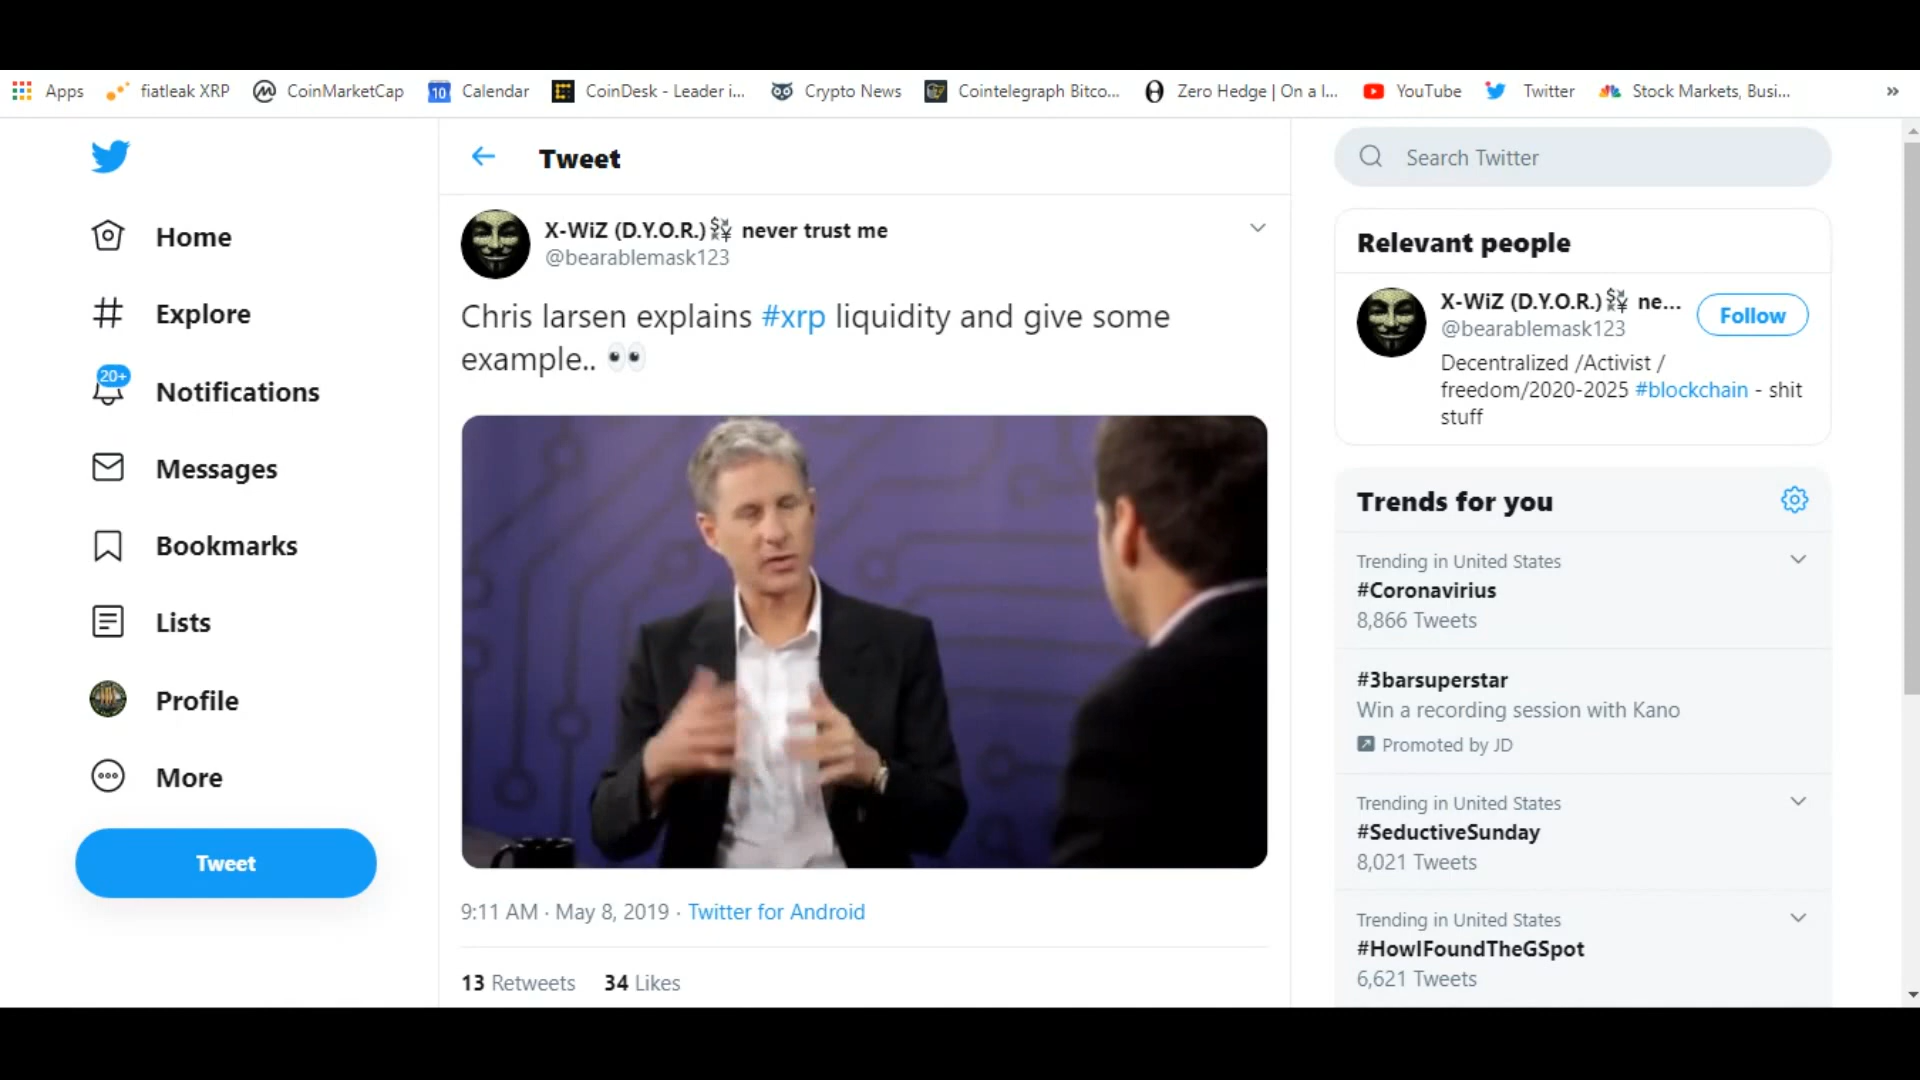 Apps fiatleak XRP CoinMarketCap 10 Calendar CoinDesk - Leader i... Crypto News Cointelegraph Bitco... Zero Hedge | On a l... YouTube Twitter Stock Markets, Busi... »
Home
Explore
20+
Notifications
Messages
Bookmarks
Lists
Profile
More
Tweet
Tweet
X-WiZ (D.Y.O.R.) never trust me
@bearablemask123
Chris larsen explains #xrp liquidity and give some
example.. 👀
9:11 AM · May 8, 2019 · Twitter for Android
13 Retweets 34 Likes
Search Twitter
Relevant people
X-WiZ (D.Y.O.R.) ne...
@bearablemask123
Follow
Decentralized /Activist /
freedom/2020-2025 #blockchain - shit
stuff
Trends for you
Trending in United States
#Coronavirius
8,866 Tweets
#3barsuperstar
Win a recording session with Kano
Promoted by JD
Trending in United States
#SeductiveSunday
8,021 Tweets
Trending in United States
#HowIFoundTheGSpot
6,621 Tweets